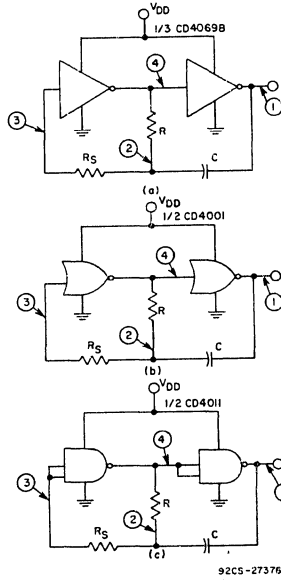 VDD
1/3 CD4069B
4
1
3
R
2
RS
C
(a)
VDD
1/2 CD4001
4
1
3
R
2
RS
C
(b)
VDD
1/2 CD4011
4
3
R
2
RS
C
(c)
92CS-27376